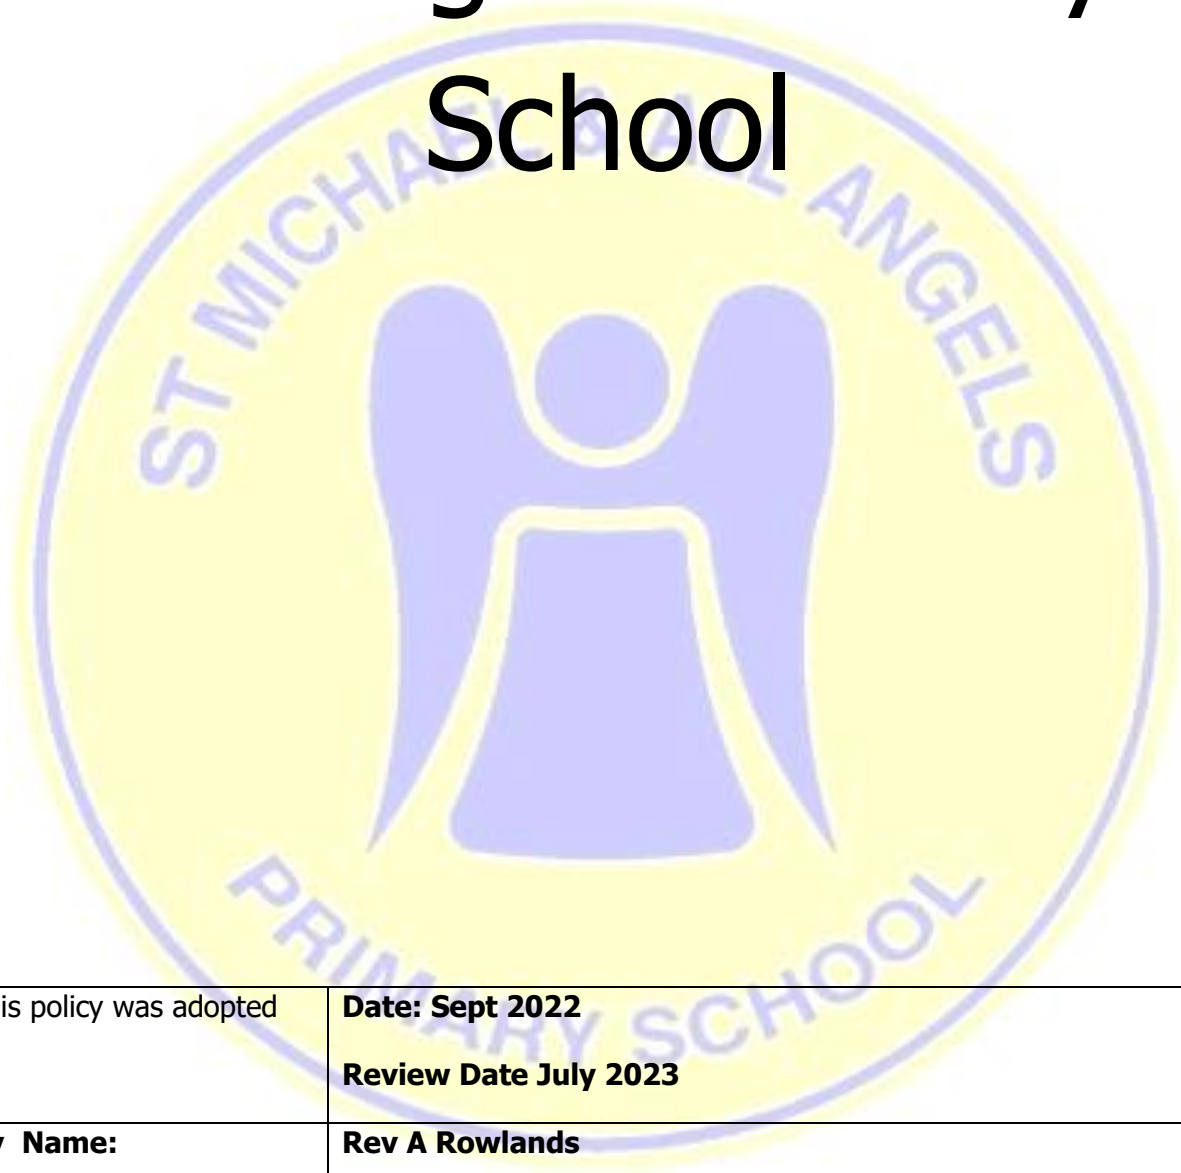 School
ST MICHAEL & ALL ANGELS
PRIMARY SCHOOL
is policy was adopted
Date: Sept 2022
Review Date July 2023
Name:
Rev A Rowlands